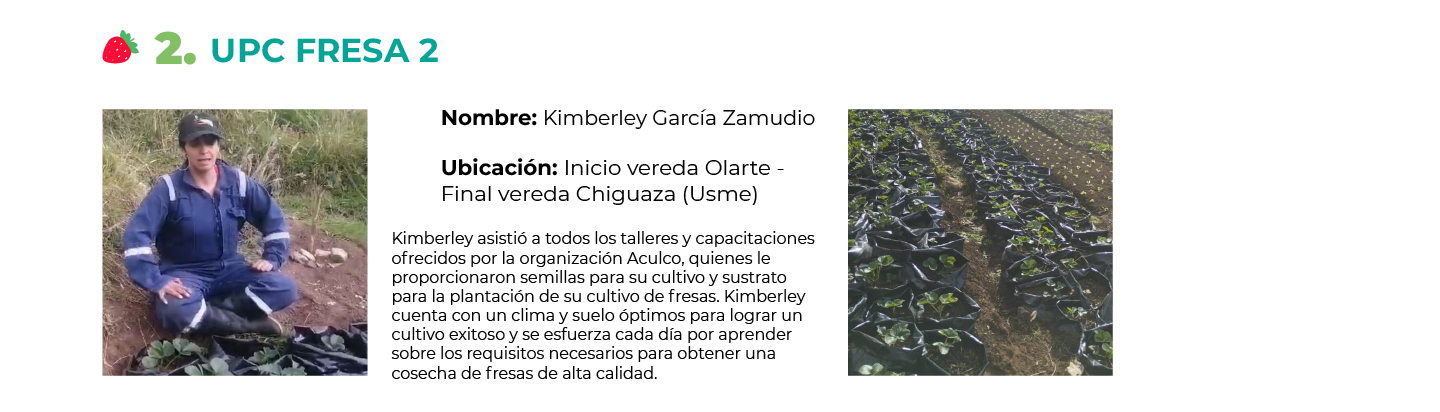 2. UPC FRESA 2
Nombre: Kimberley García Zamudio
Ubicación: Inicio vereda Olarte -
Final vereda Chiguaza (Usme)
Kimberley asistió a todos los talleres y capacitaciones
ofrecidos por la organización Aculco, quienes le
proporcionaron semillas para su cultivo y sustrato
para la plantación de su cultivo de fresas. Kimberley
cuenta con un clima y suelo óptimos para lograr un
cultivo exitoso y se esfuerza cada día por aprender
sobre los requisitos necesarios para obtener una
cosecha de fresas de alta calidad.